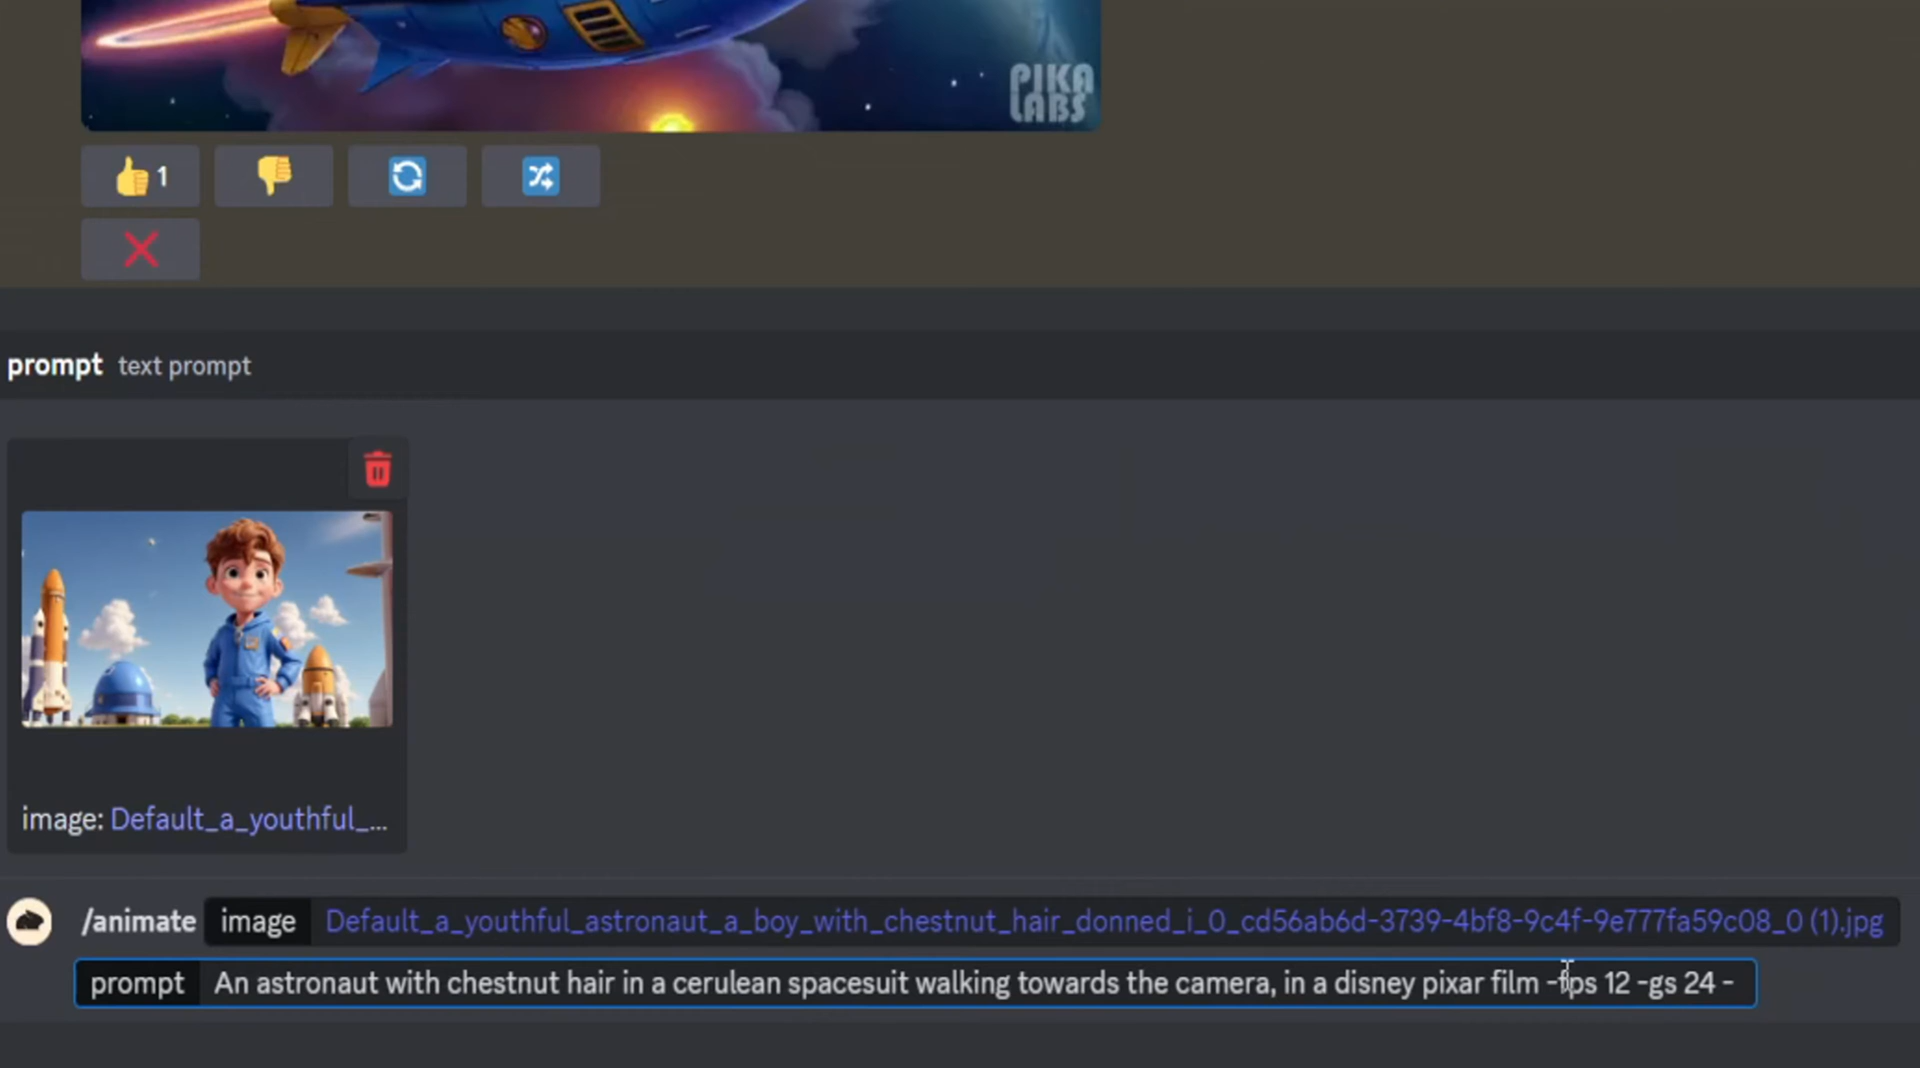 PIKA
LABS
1
prompt text prompt
image: Default_a_youthful_...
/animate image Default_a_youthful_astronaut_a_boy_with_chestnut_hair_donned_i_0_cd56ab6d-3739-4bf8-9c4f-9e777fa59c08_0 (1).jpg
prompt An astronaut with chestnut hair in a cerulean spacesuit walking towards the camera, in a disney pixar film -fps 12 -gs 24 -